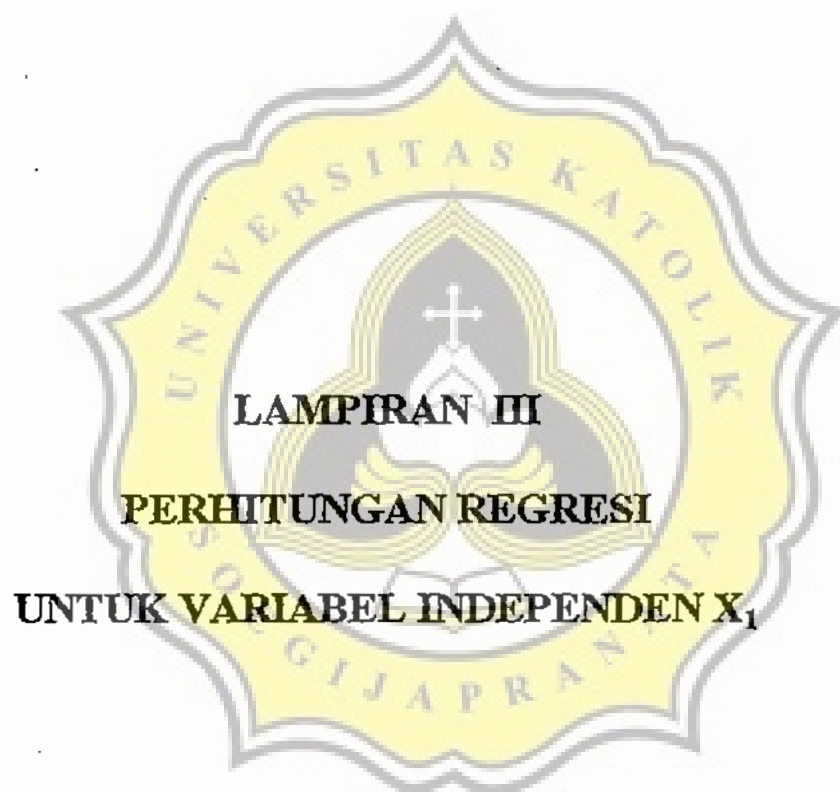 UNIVERSITAS KATOLIK
LAMPIRAN III
PERHITUNGAN REGRESI
UNTUK VARIABEL INDEPENDEN X₁
SOEGIJAPRANATA